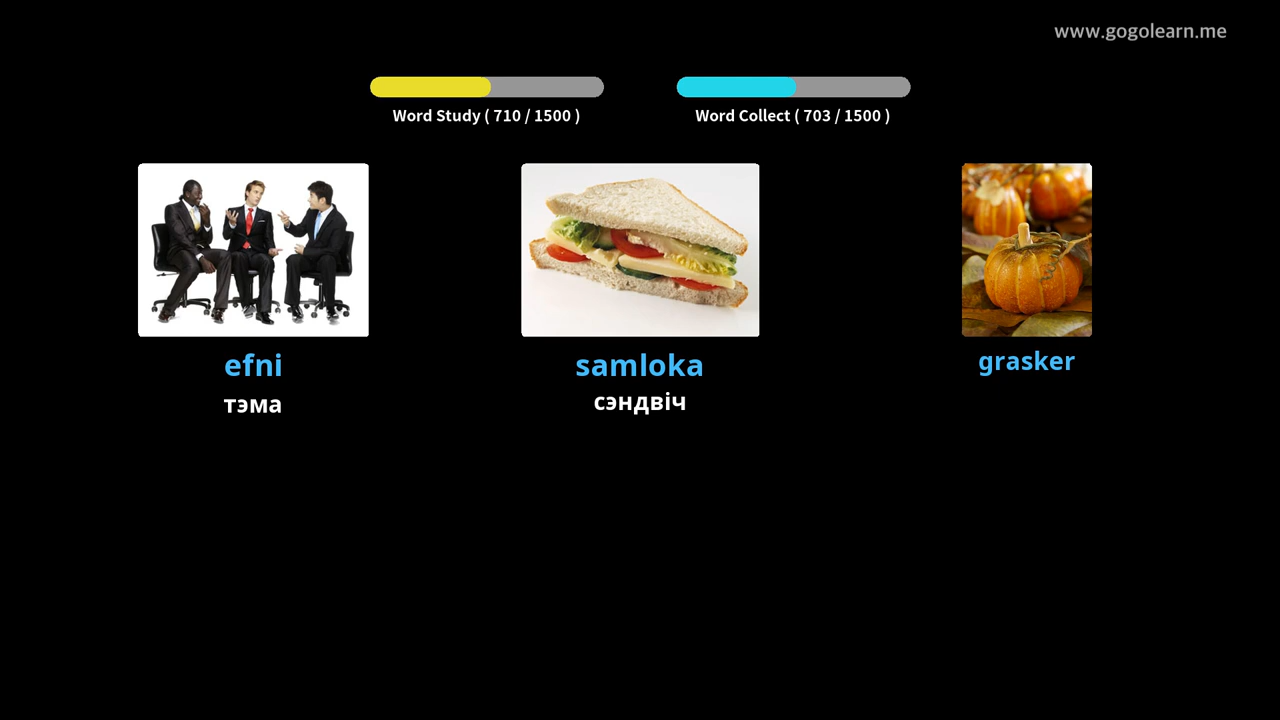 www.gogolearn.me
Word Study ( 710 / 1500 )
Word Collect ( 703 / 1500 )
efni
samloka
grasker
тэма
сэндвіч